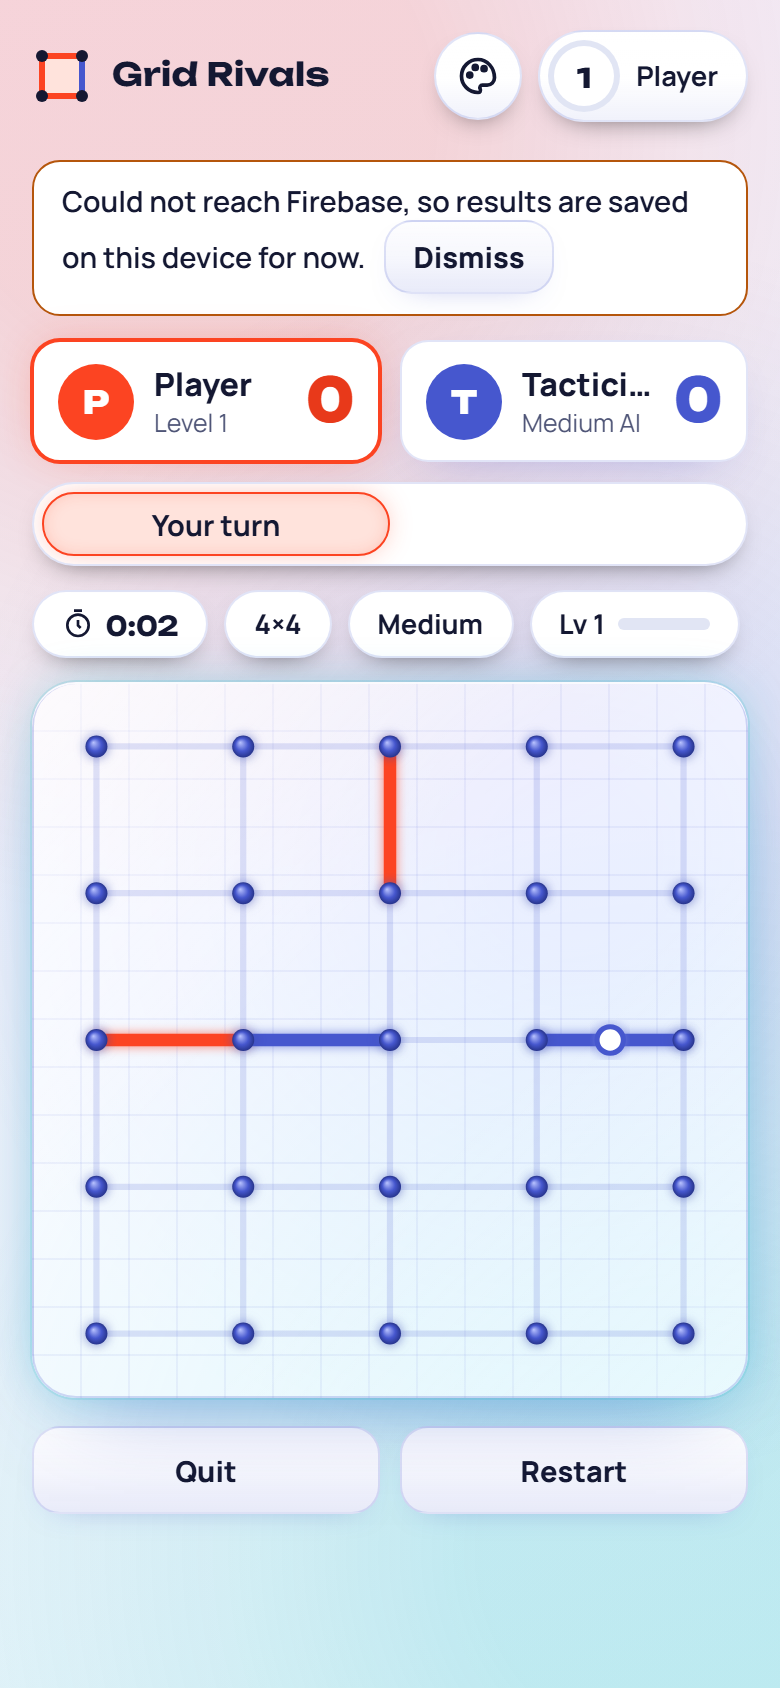 Grid Rivals
1 Player
Could not reach Firebase, so results are saved
on this device for now. Dismiss
P Player 0
Level 1
T Tactici... 0
Medium AI
Your turn
0:02 4×4 Medium Lv 1
Quit Restart